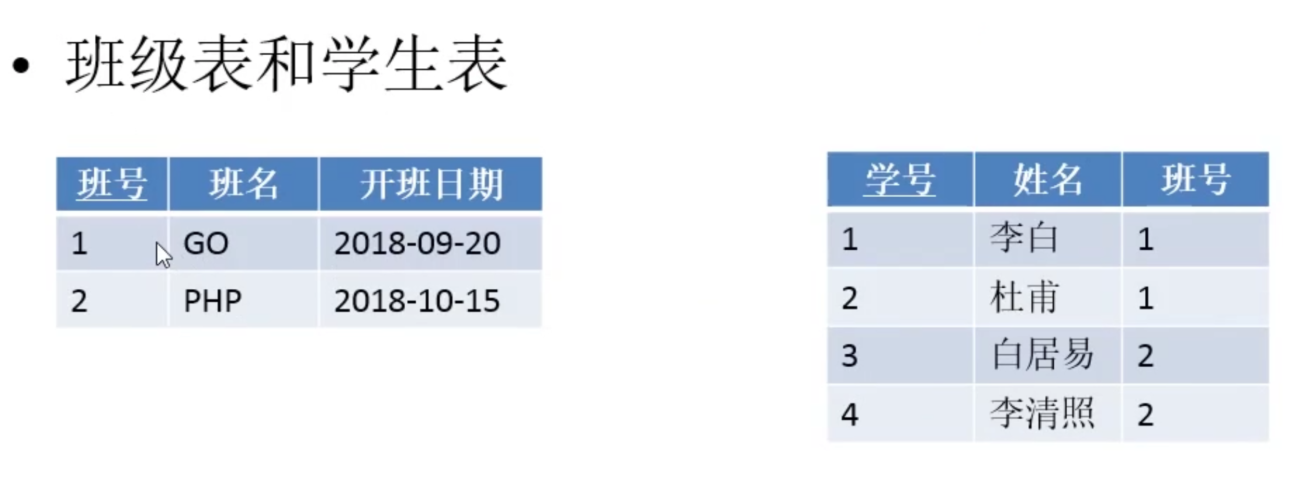 • 班级表和学生表
班号 班名 开班日期
1 GO 2018-09-20
2 PHP 2018-10-15
学号 姓名 班号
1 李白 1
2 杜甫 1
3 白居易 2
4 李清照 2